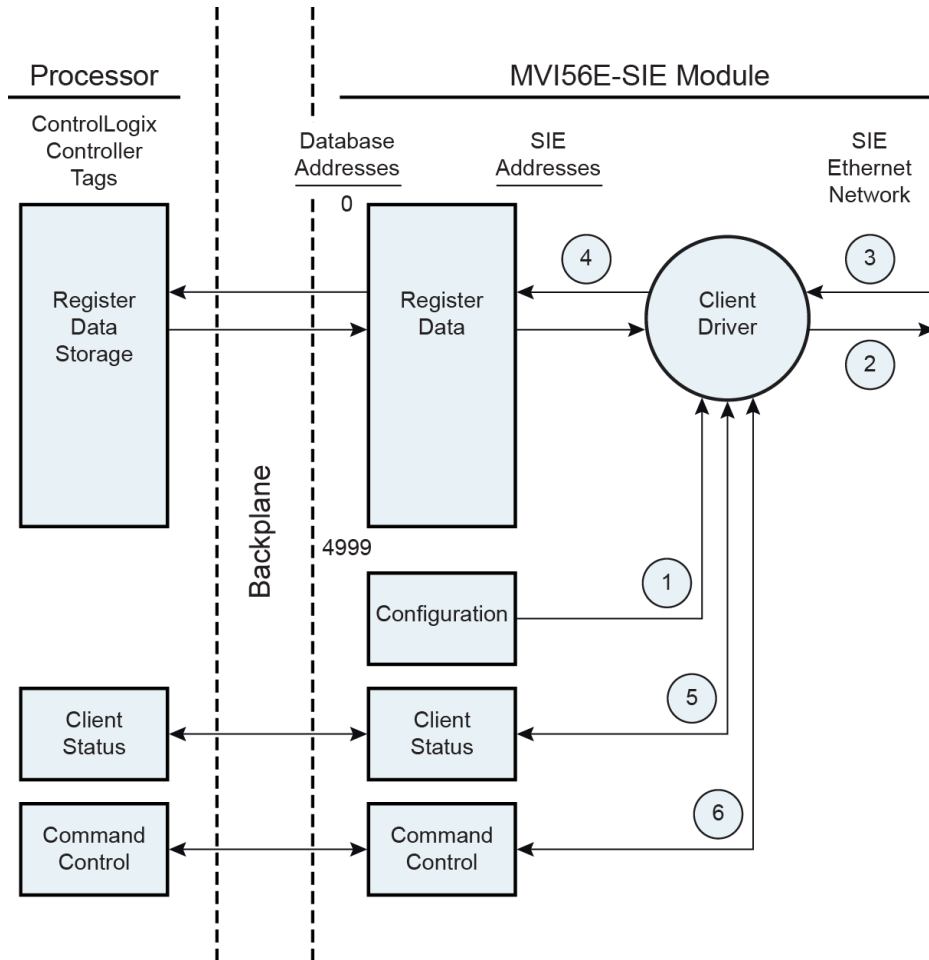 Processor
MVI56E-SIE Module
ControlLogix
Controller
Tags
Database
Addresses
SIE
Addresses
SIE
Ethernet
Network
0
Register
Data
Storage
Register
Data
4
Client
Driver
3
2
4999
Backplane
Configuration
1
Client
Status
Client
Status
5
Command
Control
Command
Control
6